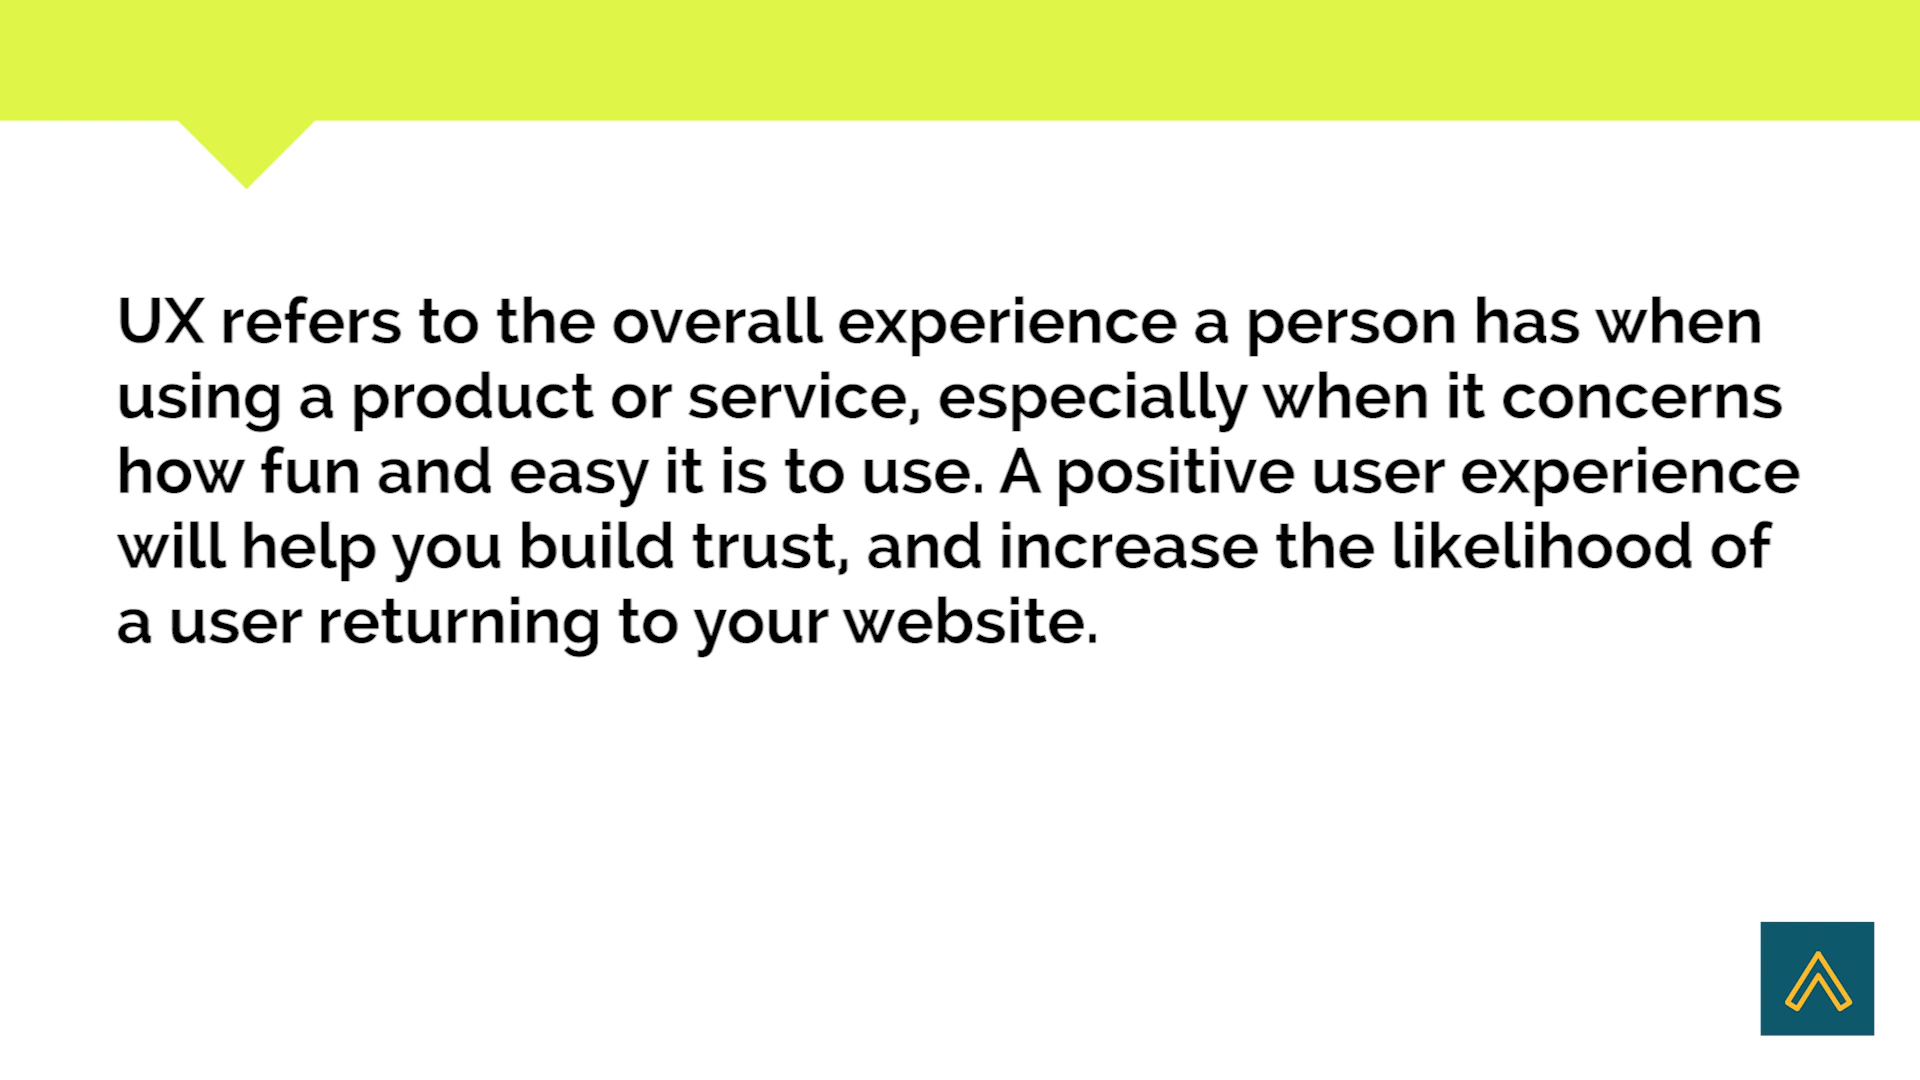 UX refers to the overall experience a person has when
using a product or service, especially when it concerns
how fun and easy it is to use. A positive user experience
will help you build trust, and increase the likelihood of
a user returning to your website.